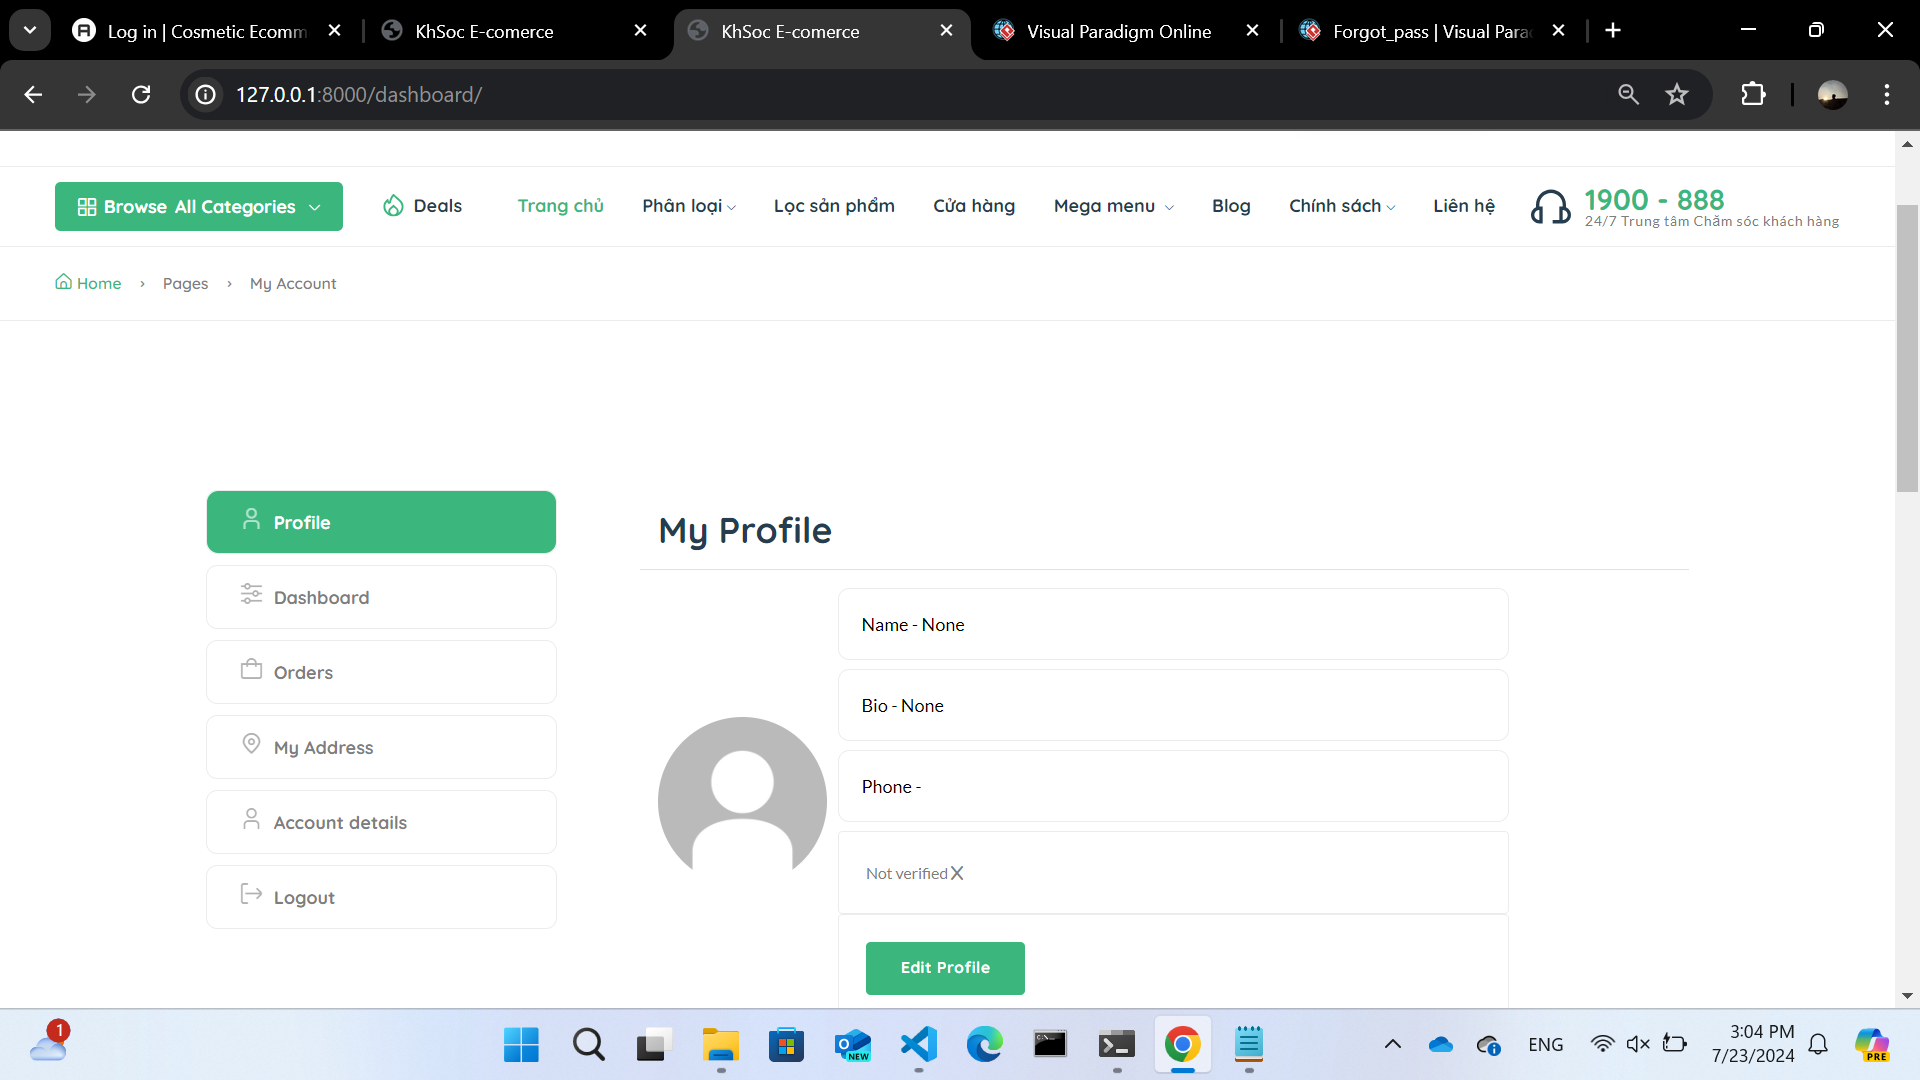 Log in | Cosmetic Ecomm
KhSoc E-comerce
KhSoc E-comerce
Visual Paradigm Online
Forgot_pass | Visual Para
127.0.0.1:8000/dashboard/
Browse All Categories
Deals
Trang chủ
Phân loại
Lọc sản phẩm
Cửa hàng
Mega menu
Blog
Chính sách
Liên hệ
1900 - 888
24/7 Trung tâm Chăm sóc khách hàng
Home › Pages › My Account
Profile
Dashboard
Orders
My Address
Account details
Logout
My Profile
Name - None
Bio - None
Phone -
Not verified
Edit Profile
1
NEW
ENG
3:04 PM
7/23/2024
PRE